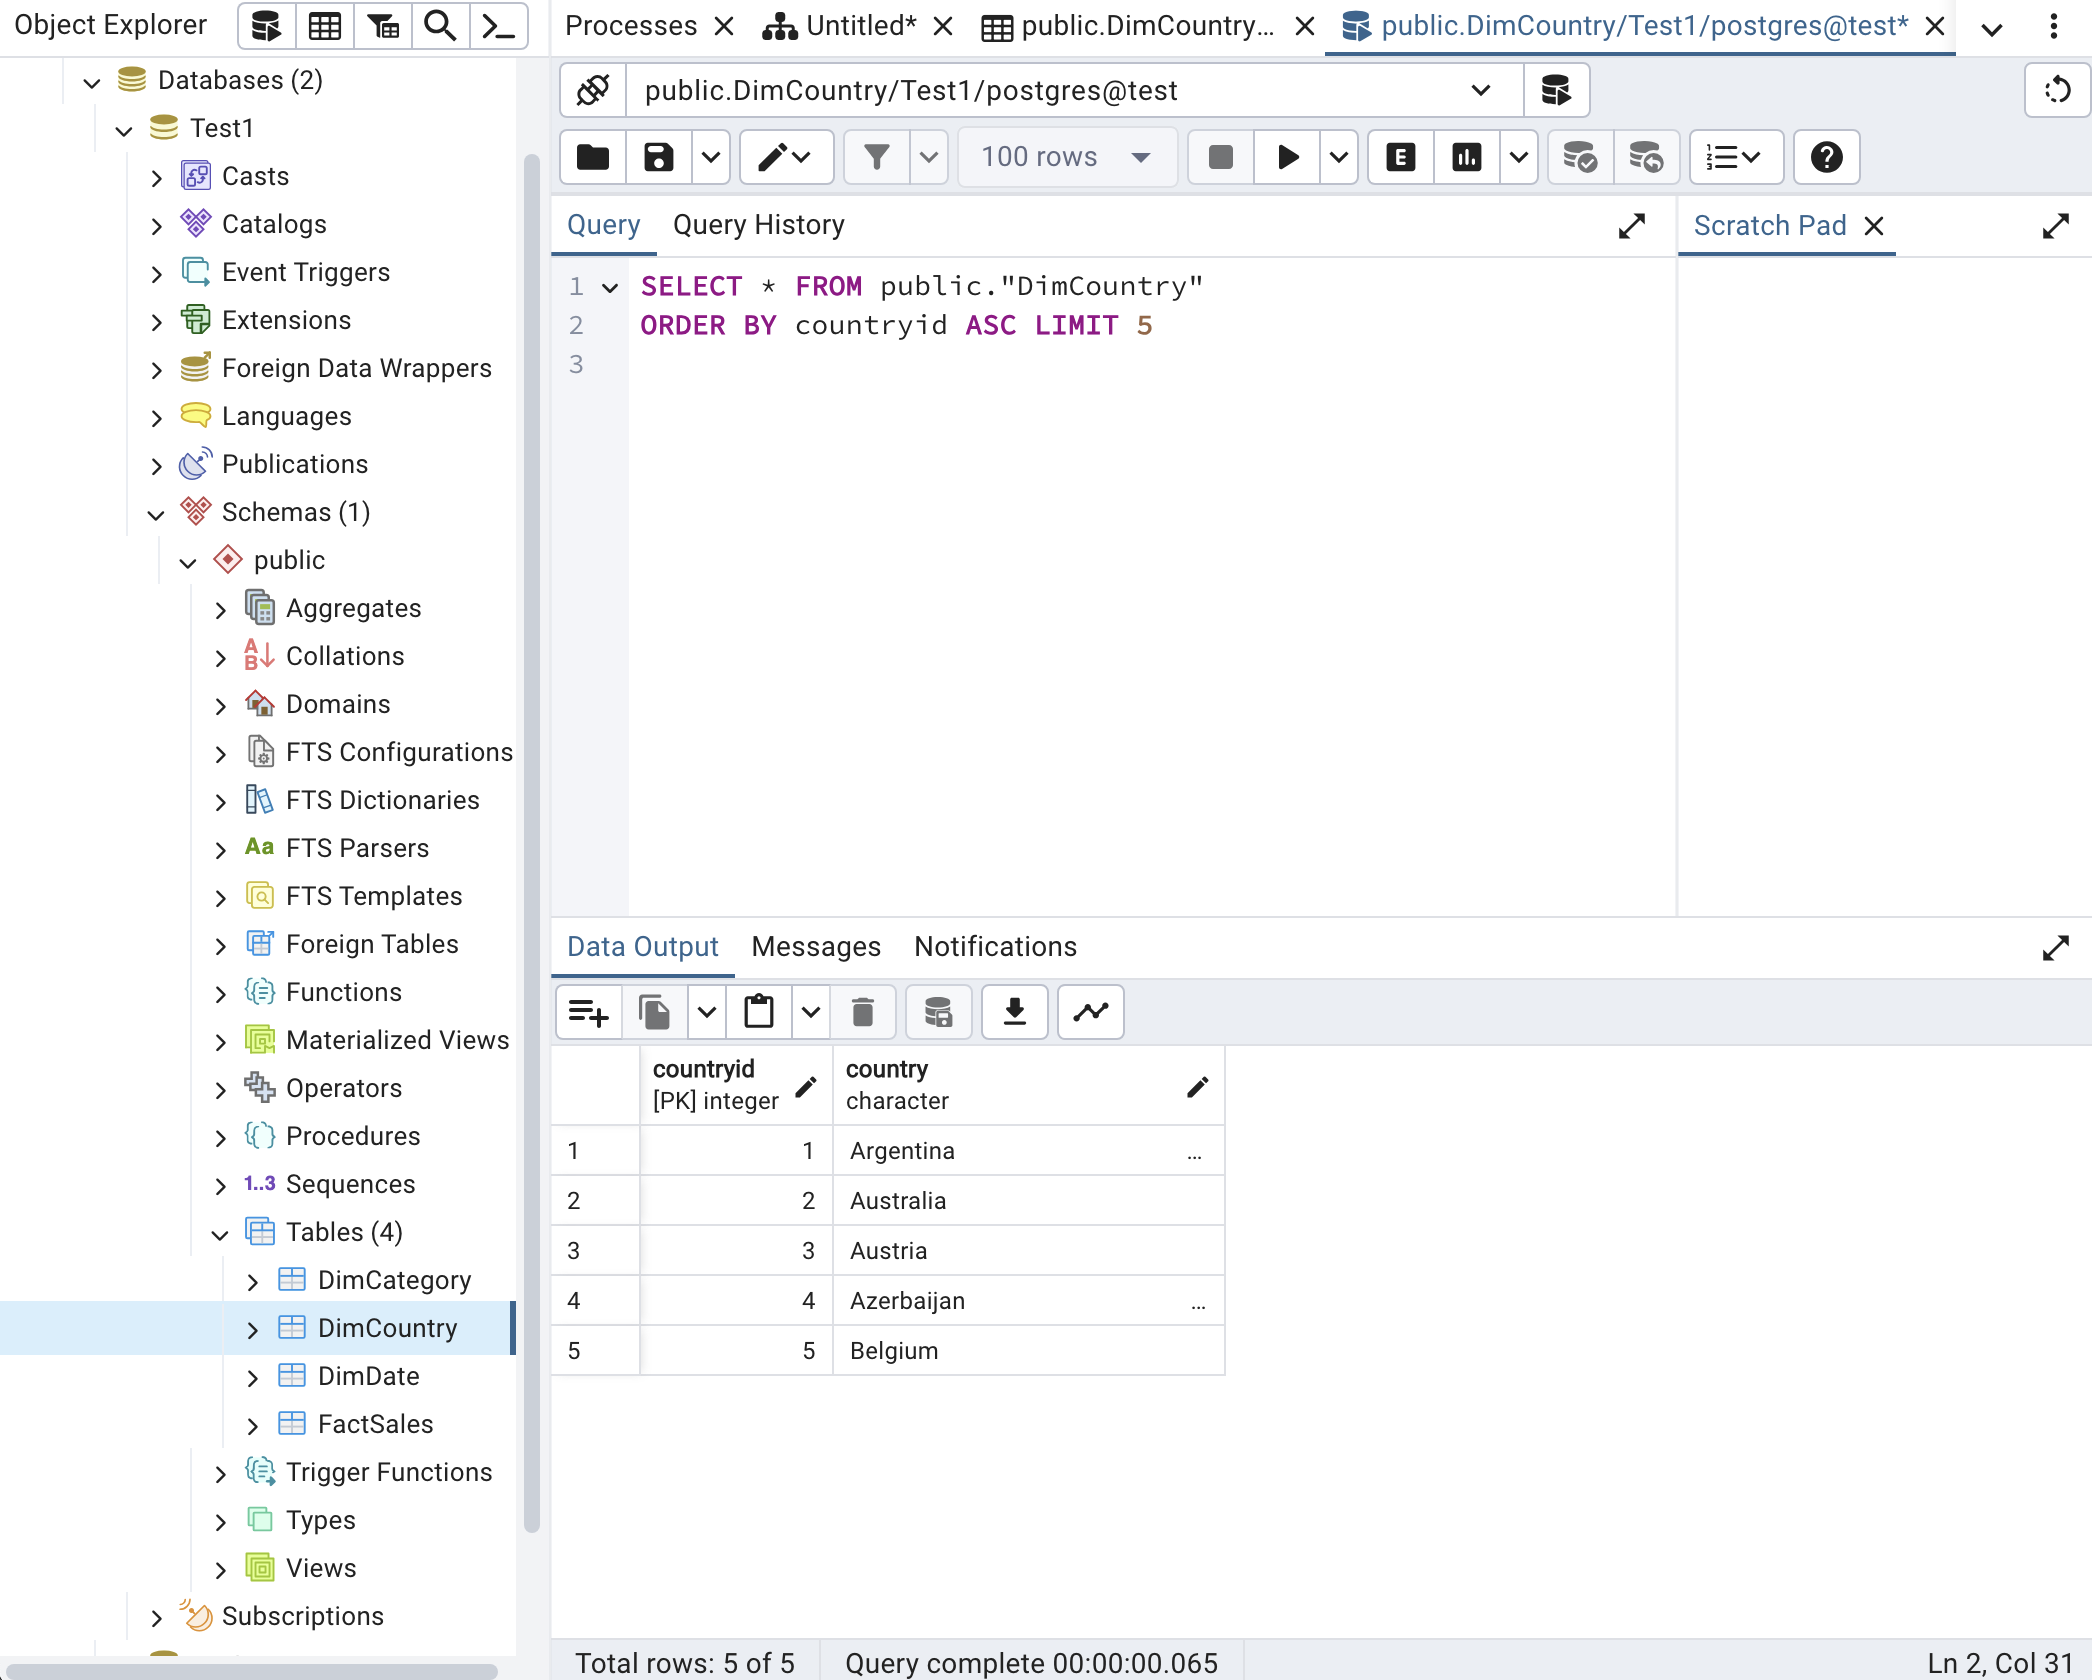 Object Explorer
Processes
Untitled*
public.DimCountry...
public.DimCountry/Test1/postgres@test*
Databases (2)
Test1
Casts
Catalogs
Event Triggers
Extensions
Foreign Data Wrappers
Languages
Publications
Schemas (1)
public
Aggregates
Collations
Domains
FTS Configurations
FTS Dictionaries
Aa FTS Parsers
FTS Templates
Foreign Tables
Functions
Materialized Views
Operators
Procedures
1..3 Sequences
Tables (4)
DimCategory
DimCountry
DimDate
FactSales
Trigger Functions
Types
Views
Subscriptions
public.DimCountry/Test1/postgres@test
100 rows
E
Query
Query History
Scratch Pad
1 SELECT * FROM public."DimCountry"
2 ORDER BY countryid ASC LIMIT 5
3
Data Output
Messages
Notifications
countryid
[PK] integer
country
character
1 1 Argentina ...
2 2 Australia
3 3 Austria
4 4 Azerbaijan ...
5 5 Belgium
Total rows: 5 of 5
Query complete 00:00:00.065
Ln 2, Col 31